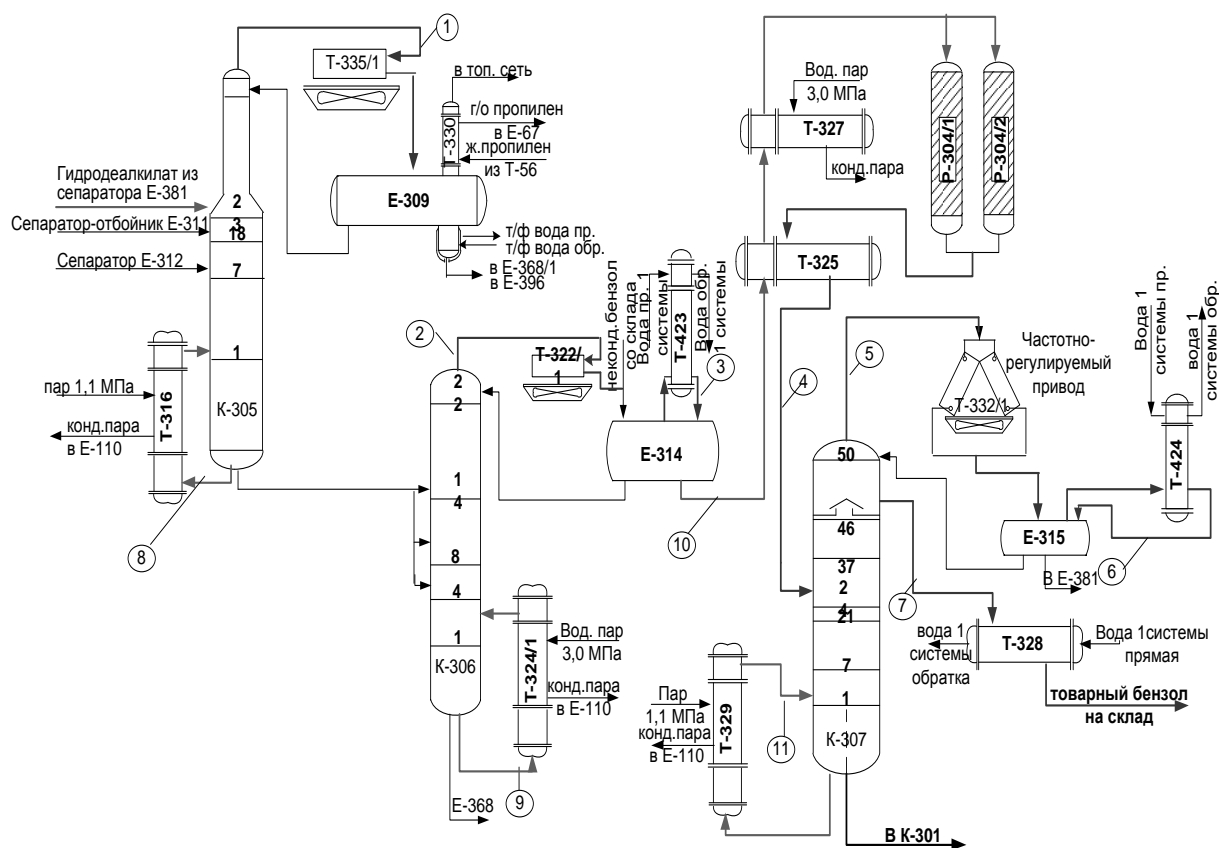 1
Т-335/1
в топ. сеть
г/о пропилен
в Е-67
ж.пропилен
из Т-56
Т-330
Гидродеалкилат из
сепаратора Е-381
Сепаратор-отбойник Е-311
Сепаратор Е-312
2
3
18
7
1
К-305
Е-309
т/ф вода пр.
т/ф вода обр.
в Е-368/1
в Е-396
пар 1,1 МПа
конд.пара
в Е-110
Т-316
8
2
Т-322/
1
неконд.бензол
со склада
Вода пр. 1
системы
Т-423
Вода обр.
1 системы
3
2
2
1
4
8
4
1
К-306
Е-314
10
Т-324/1
Вод. пар
3,0 МПа
конд.пара
в Е-110
9
Е-368
Вод. пар
3,0 МПа
Т-327
конд.пара
Т-325
Р-304/1
Р-304/2
4
5
Частотно-
регулируемый
привод
Т-332/1
Вода 1
системы пр.
вода 1
системы обр.
Т-424
50
46
37
2
4
21
7
1
К-307
Е-315
В Е-381
6
7
вода 1
системы
обратка
Т-328
Вода 1системы
прямая
товарный бензол
на склад
Пар
1,1 МПа
конд.пара
в Е-110
Т-329
11
В К-301